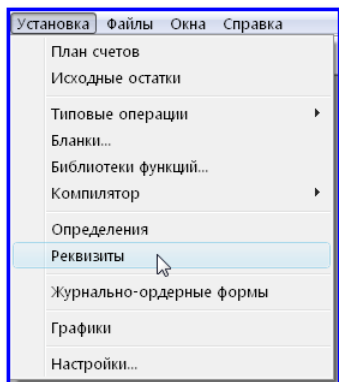 Установка Файлы Окна Справка
План счетов
Исходные остатки
Типовые операции
Бланки...
Библиотеки функций...
Компилятор
Определения
Реквизиты
Журнально-ордерные формы
Графики
Настройки...